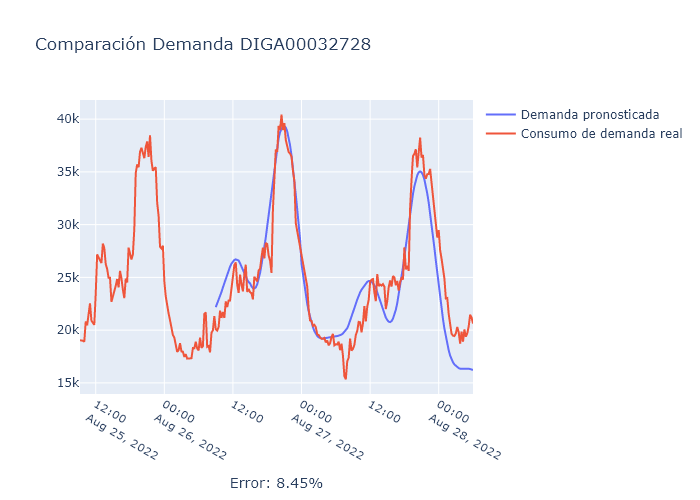 Comparación Demanda DIGA00032728
Demanda pronosticada
Consumo de demanda real
40k
35k
30k
25k
20k
15k
12:00
Aug 25, 2022
00:00
Aug 26, 2022
12:00
00:00
Aug 27, 2022
12:00
00:00
Aug 28, 2022
Error: 8.45%